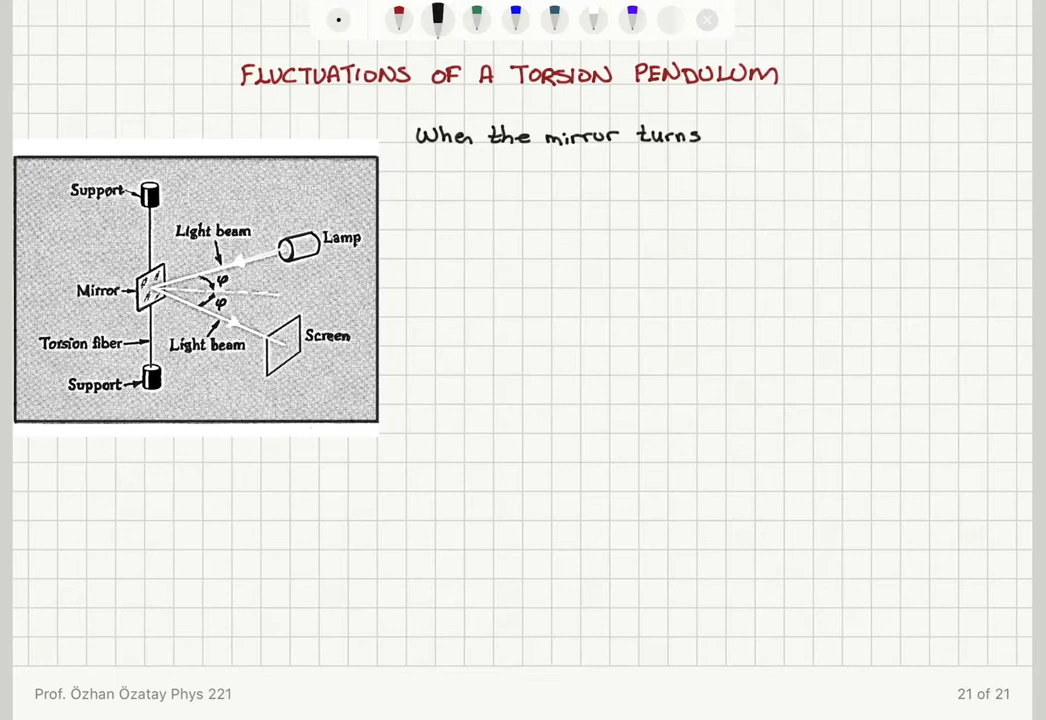 FLUCTUATIONS OF A TORSION PENDULUM
When the mirror turns
Support
Light beam
Lamp
φ
Mirror
φ
Screen
Torsion fiber
Light beam
Support
Prof. Özhan Özatay Phys 221
21 of 21